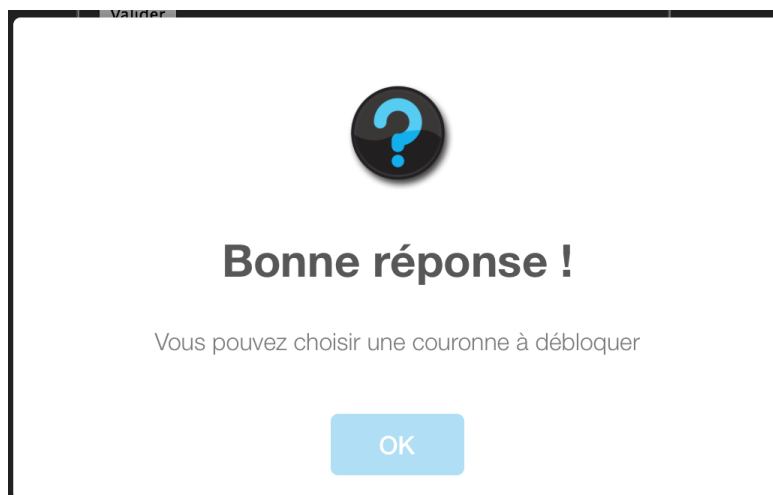 Valider
Bonne réponse !
Vous pouvez choisir une couronne à débloquer
OK